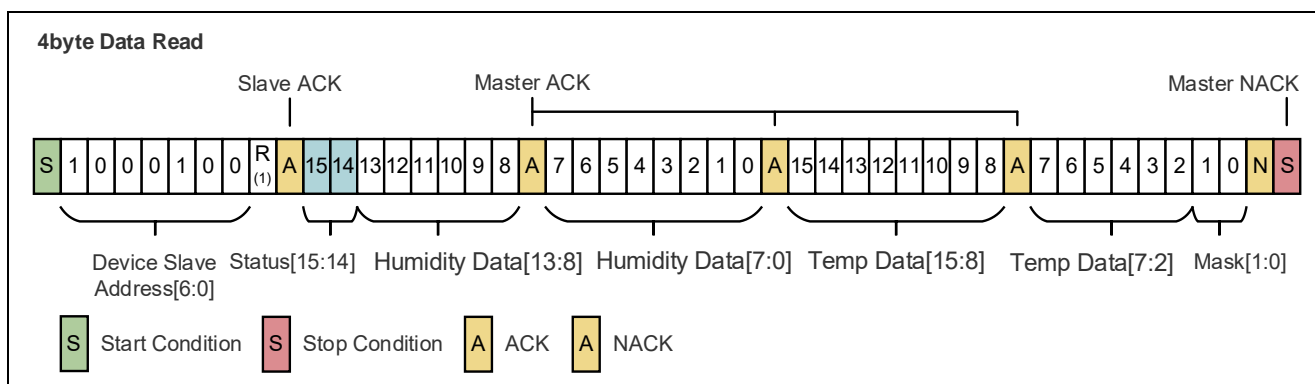 4byte Data Read
Slave ACK Master ACK Master NACK
S 1 0 0 0 1 0 0 R (1) A 15 14 13 12 11 10 9 8 A 7 6 5 4 3 2 1 0 A 15 14 13 12 11 10 9 8 A 7 6 5 4 3 2 1 0 N S
Device Slave Address[6:0] Status[15:14] Humidity Data[13:8] Humidity Data[7:0] Temp Data[15:8] Temp Data[7:2] Mask[1:0]
S Start Condition S Stop Condition A ACK A NACK